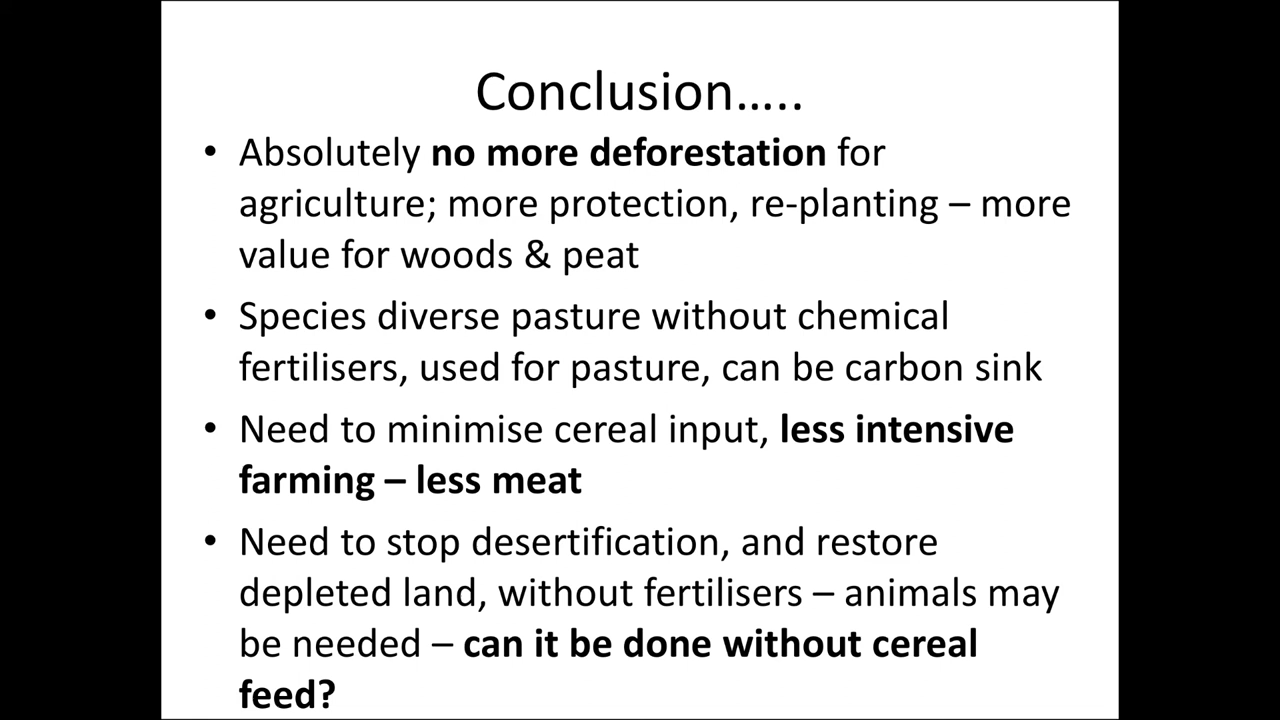 Conclusion…..
• Absolutely no more deforestation for
agriculture; more protection, re-planting – more
value for woods & peat
• Species diverse pasture without chemical
fertilisers, used for pasture, can be carbon sink
• Need to minimise cereal input, less intensive
farming – less meat
• Need to stop desertification, and restore
depleted land, without fertilisers – animals may
be needed – can it be done without cereal
feed?